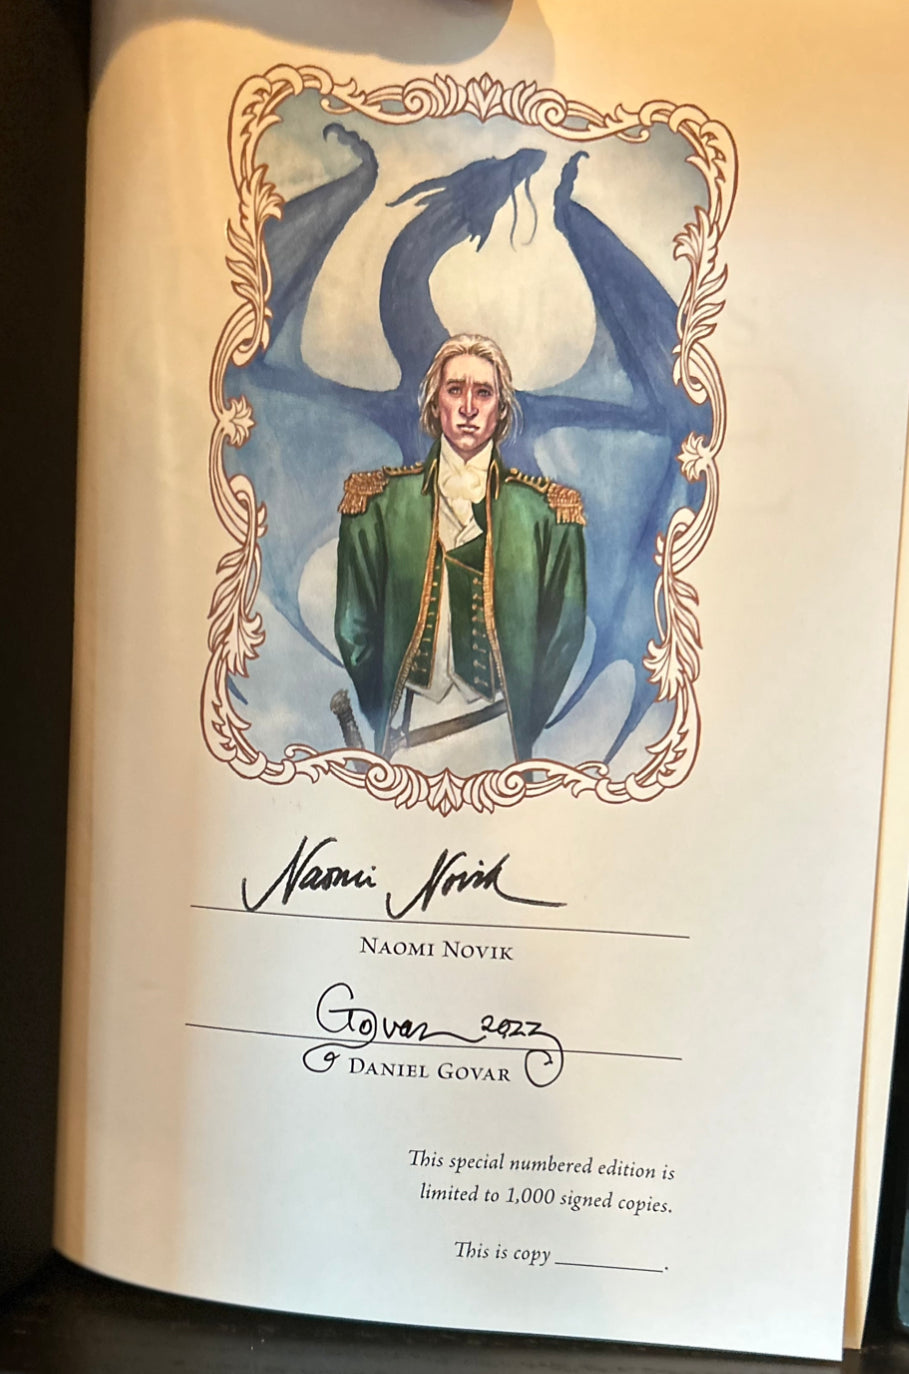 Naomi Novik
NAOMI NOVIK
Govar 2022
DANIEL GOVAR
This special numbered edition is
limited to 1,000 signed copies.
This is copy __________.